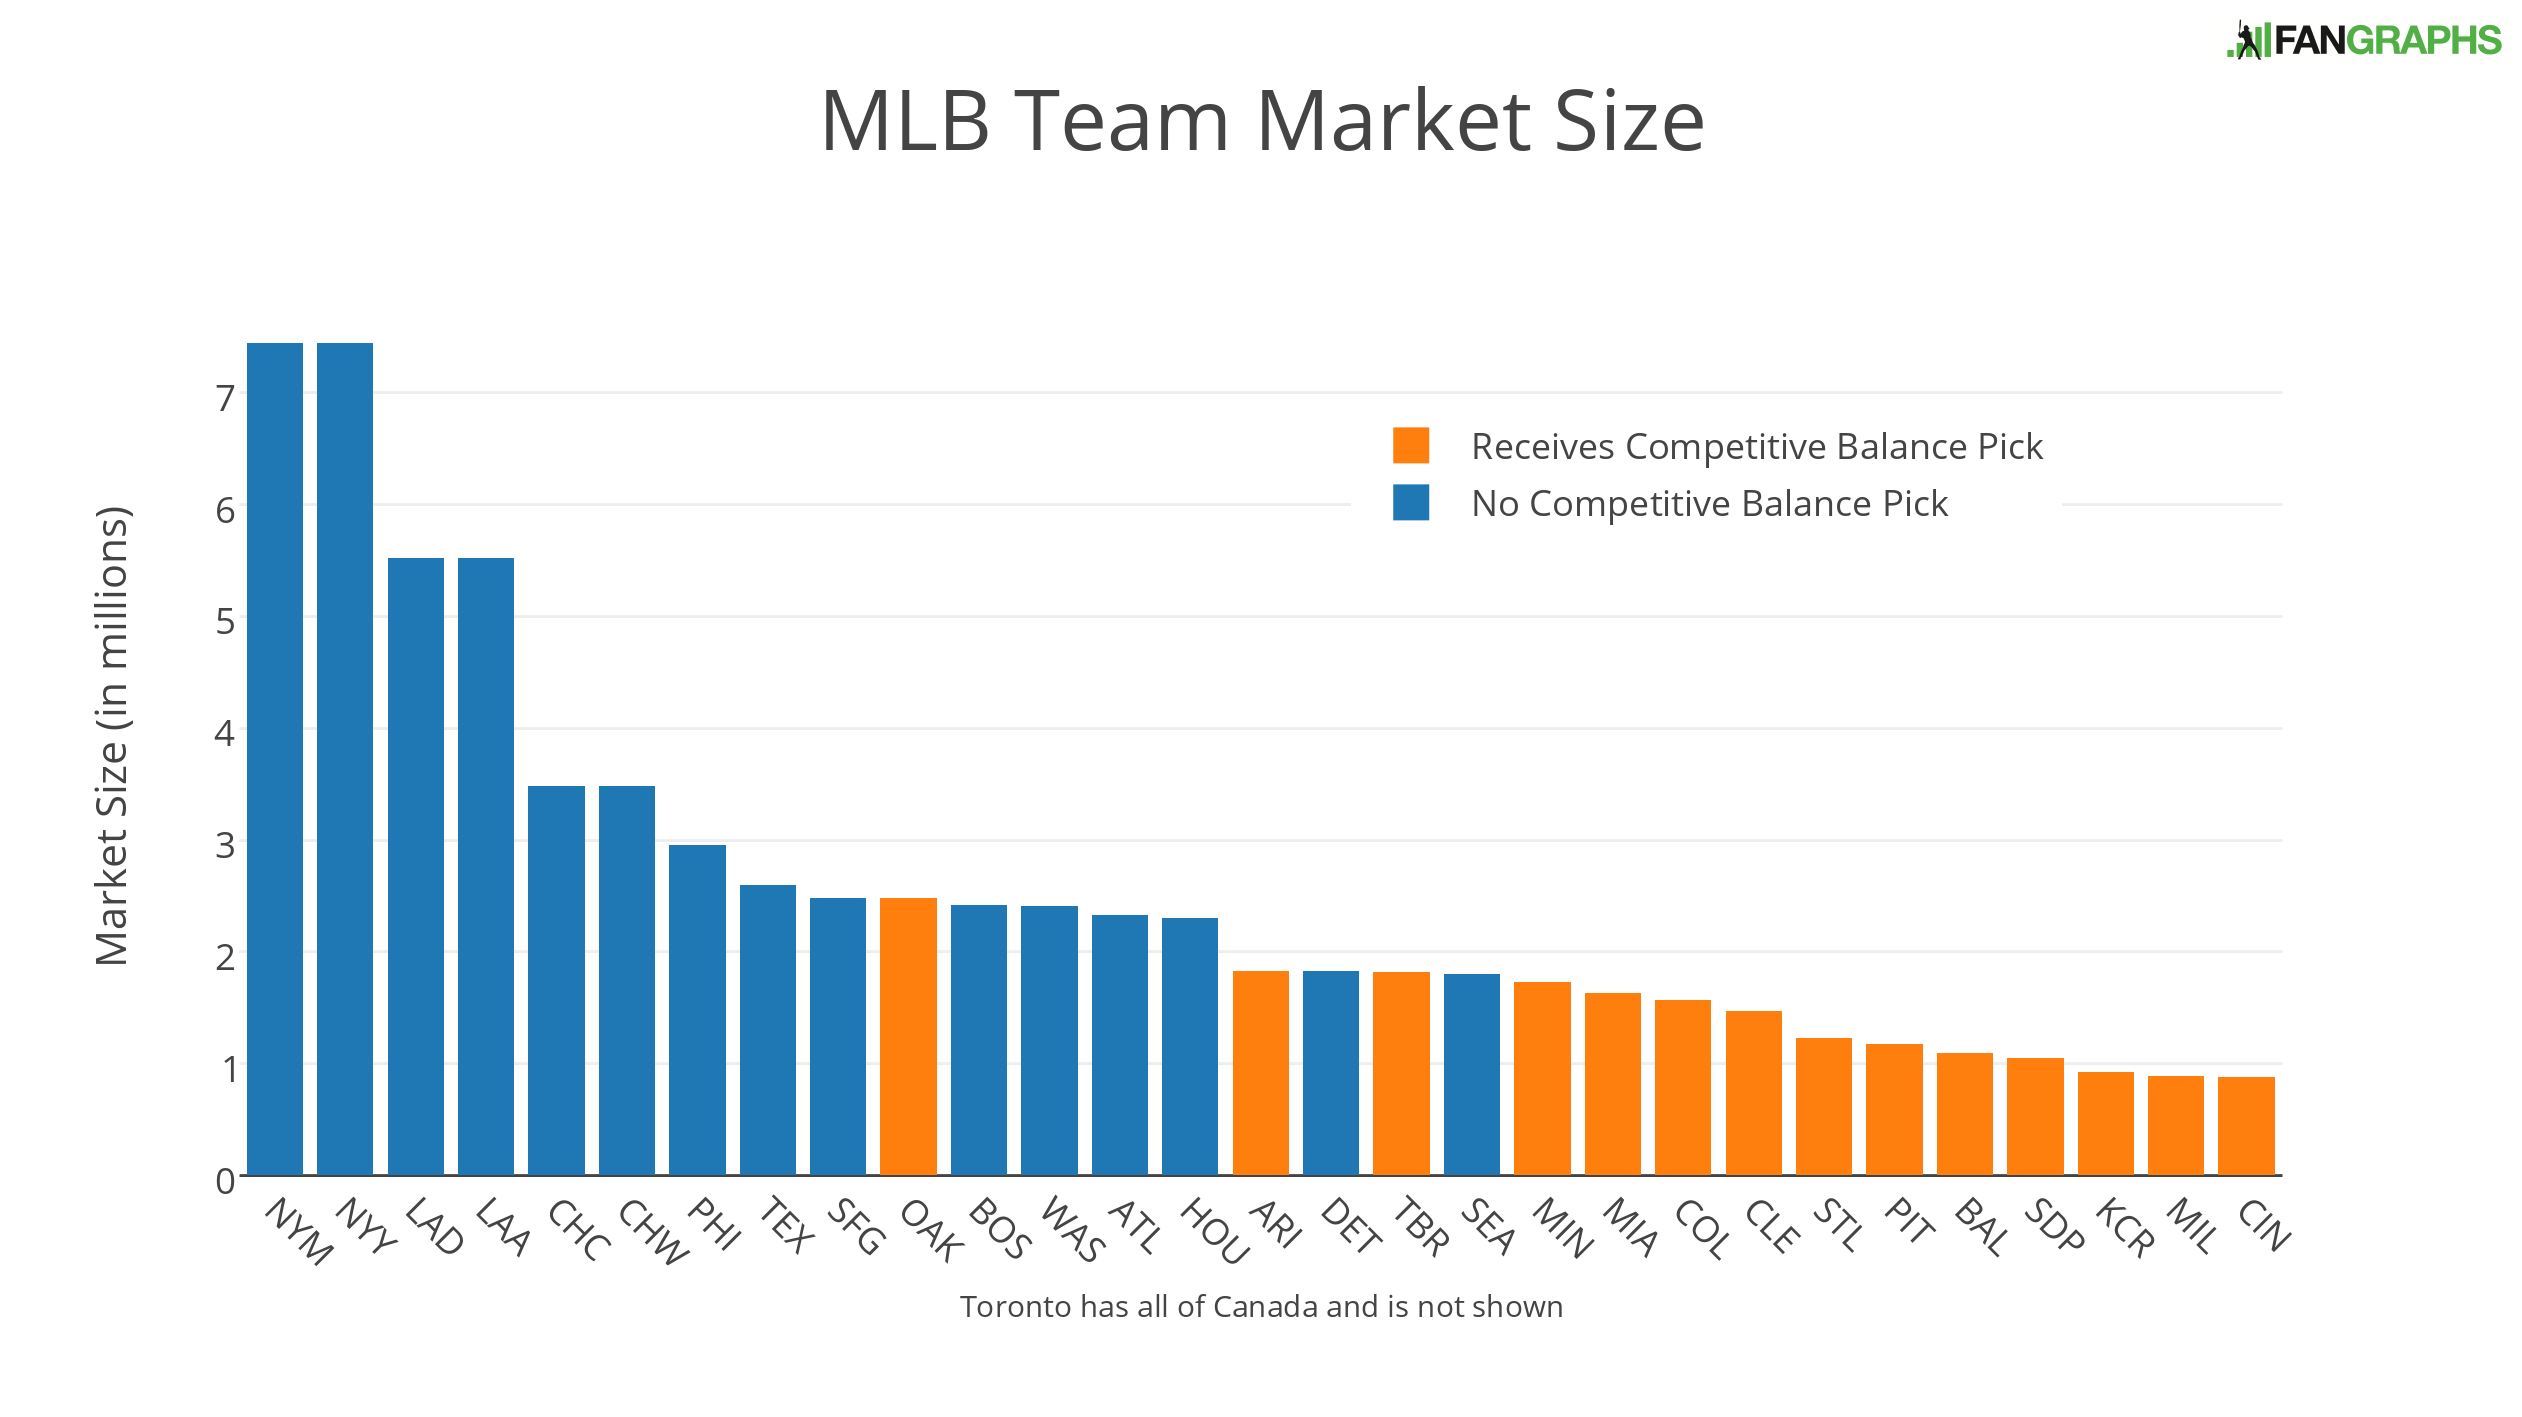 FANGRAPHS
MLB Team Market Size
Market Size (in millions)
7
6
5
4
3
2
1
0
Receives Competitive Balance Pick
No Competitive Balance Pick
NYM
NYY
LAD
LAA
CHC
CHW
PHI
TEX
SFG
OAK
BOS
WAS
ATL
HOU
ARI
DET
TBR
SEA
MIN
MIA
COL
CLE
STL
PIT
BAL
SDP
KCR
MIL
CIN
Toronto has all of Canada and is not shown